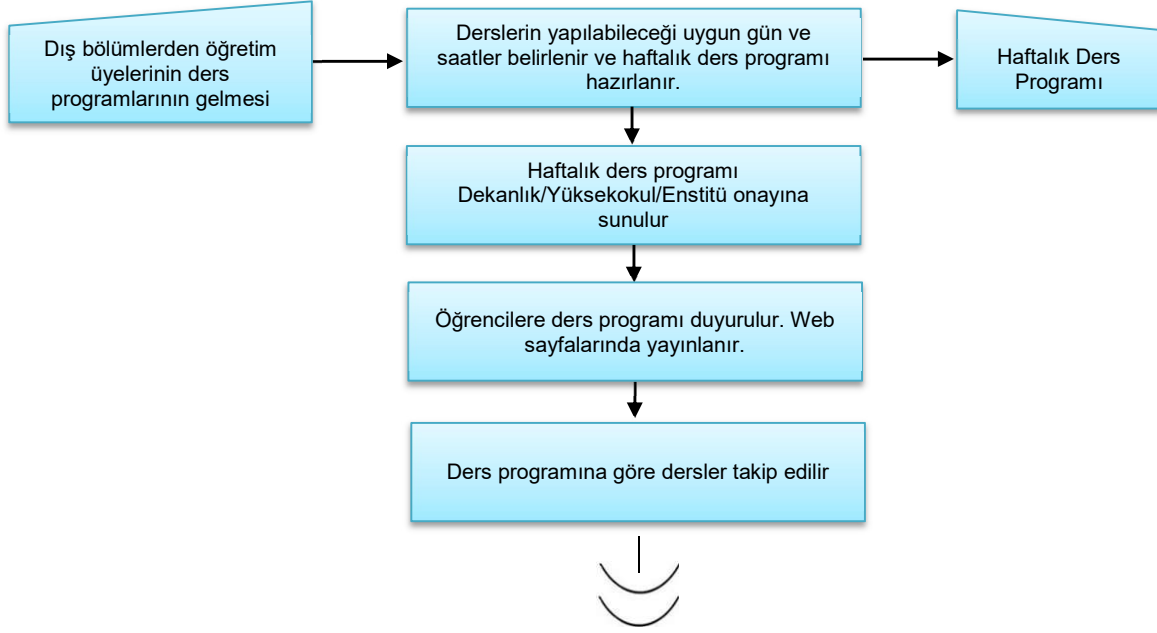 Dış bölümlerden öğretim
üyelerinin ders
programlarının gelmesi
Derslerin yapılabileceği uygun gün ve
saatler belirlenir ve haftalık ders programı
hazırlanır.
Haftalık Ders
Programı
Haftalık ders programı
Dekanlık/Yüksekokul/Enstitü onayına
sunulur
Öğrencilere ders programı duyurulur. Web
sayfalarında yayınlanır.
Ders programına göre dersler takip edilir